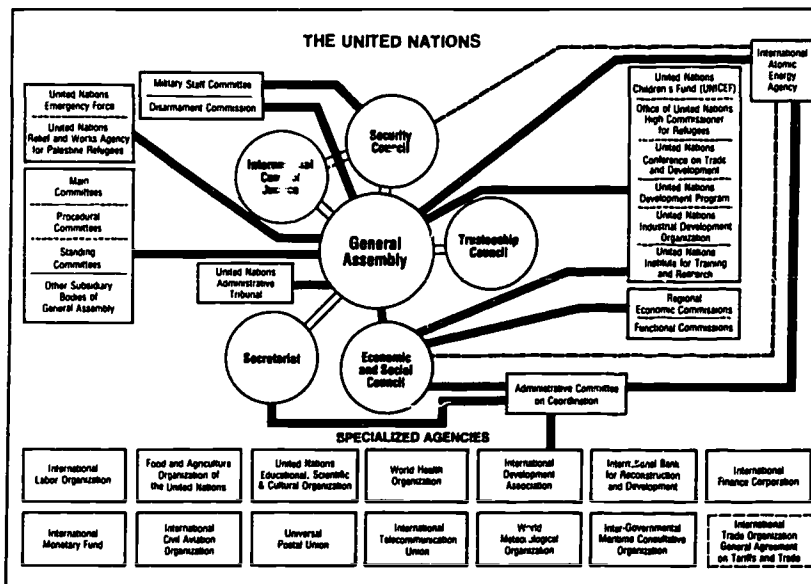 THE UNITED NATIONS
International
Atomic
Energy
Agency
Military Staff Committee
Disarmament Commission
United Nations
Emergency Force
United Nations
Relief and Works Agency
for Palestine Refugees
United Nations
Children s Fund (UNICEF)
Office of United Nations
High Commissioner
for Refugees
United Nations
Conference on Trade
and Development
United Nations
Development Program
United Nations
Industrial Development
Organization
United Nations
Institute for Training
and Research
Security
Council
Main
Committees
Procedural
Committees
Standing
Committees
Other Subsidiary
Bodies of
General Assembly
General
Assembly
Trusteeship
Council
United Nations
Administrative
Tribunal
Regional
Economic Commissions
Functional Commissions
Secretariat
Economic
and Social
Council
Administrative Committee
on Coordination
SPECIALIZED AGENCIES
International
Labor Organization
Food and Agriculture
Organization of
the United Nations
United Nations
Educational, Scientific
& Cultural Organization
World Health
Organization
International
Development
Association
Bank
for Reconstruction
and Development
International
Finance Corporation
International
Monetary Fund
International
Civil Aviation
Organization
Universal
Postal Union
International
Telecommunication
Union
World
Organization
Inter-Governmental
Maritime Consultative
Organization
International
Trade Organization
General Agreement
on Tariffs and Trade